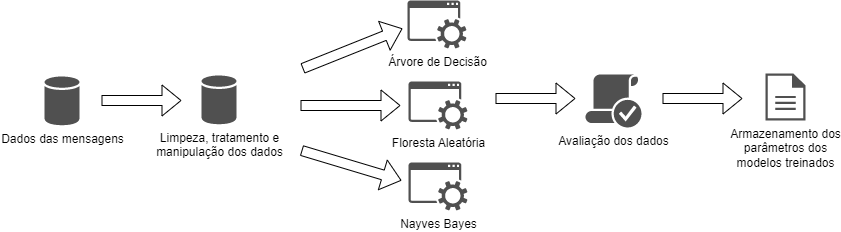 Dados das mensagens
Limpeza, tratamento e
manipulação dos dados
Árvore de Decisão
Floresta Aleatória
Nayves Bayes
Avaliação dos dados
Armazenamento dos
parâmetros dos
modelos treinados